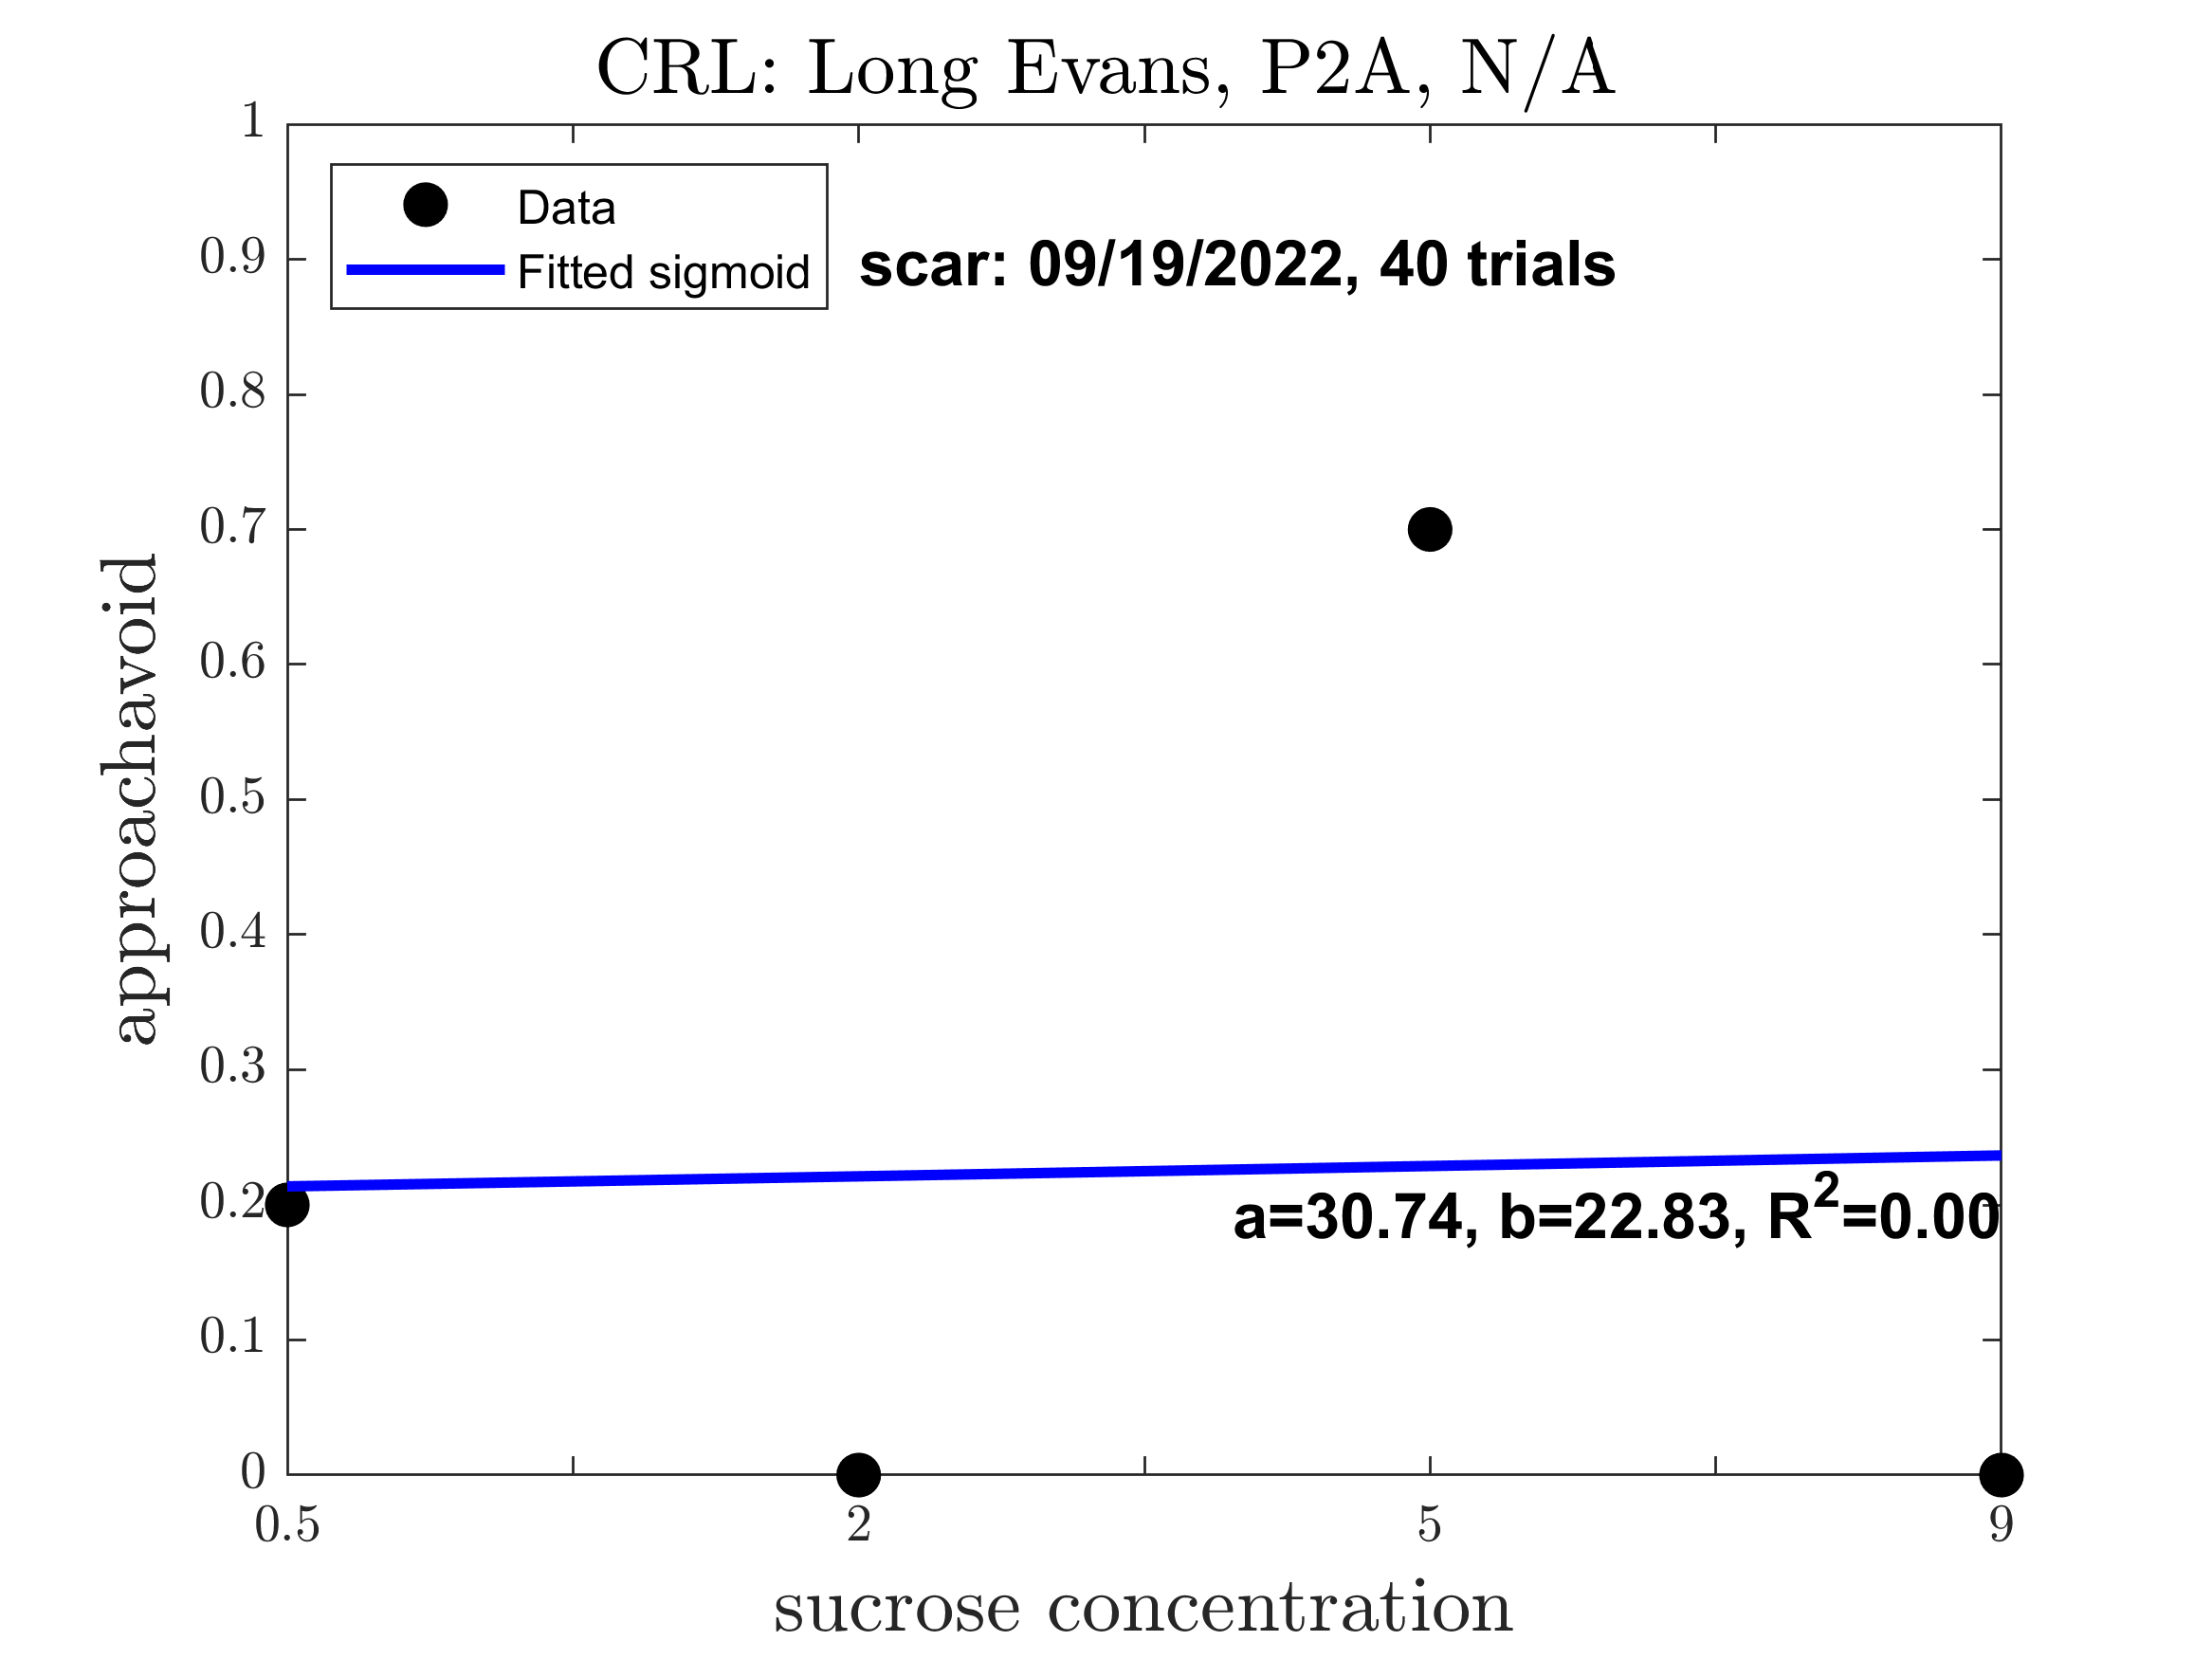 CRL: Long Evans, P2A, N/A
1
Data
Fitted sigmoid
scar: 09/19/2022, 40 trials
0.9
0.8
0.7
0.6
0.5
0.4
0.3
0.2
0.1
0
approachavoid
a=30.74, b=22.83, R²=0.00
0.5 2 5 9
sucrose concentration